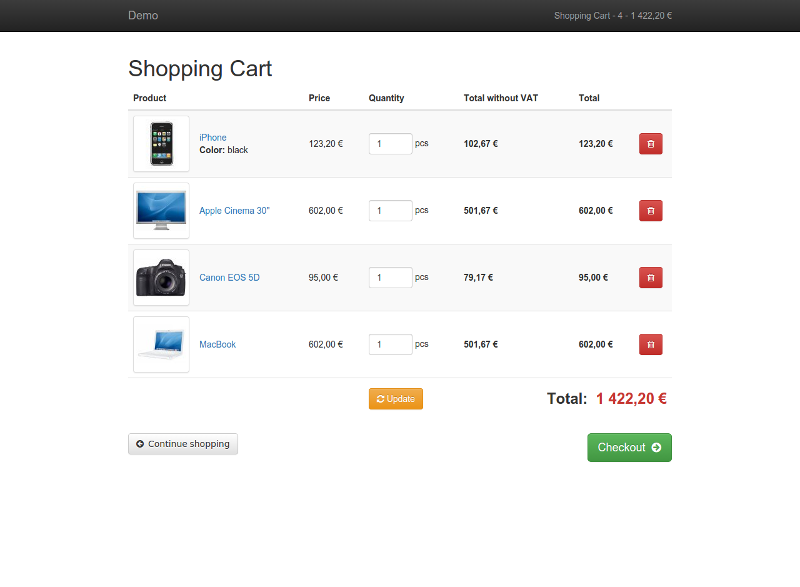 Demo
Shopping Cart - 4 - 1 422,20 €
Shopping Cart
Product Price Quantity Total without VAT Total
iPhone
Color: black
123,20 € 1 pcs 102,67 € 123,20 €
Apple Cinema 30" 602,00 € 1 pcs 501,67 € 602,00 €
Canon EOS 5D 95,00 € 1 pcs 79,17 € 95,00 €
MacBook 602,00 € 1 pcs 501,67 € 602,00 €
Update
Total: 1 422,20 €
Continue shopping
Checkout